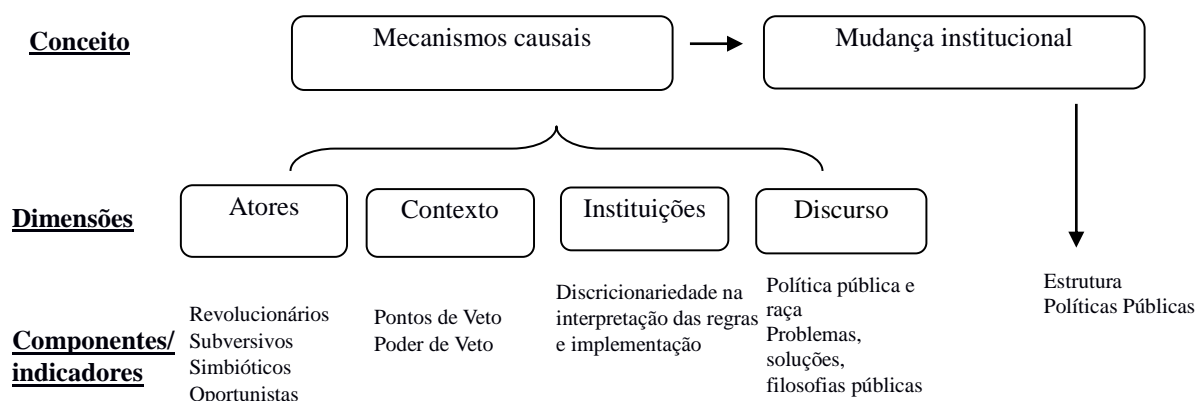 Conceito
Mecanismos causais
Mudança institucional
Dimensões
Atores
Contexto
Instituições
Discurso
Componentes/
indicadores
Revolucionários
Subversivos
Simbióticos
Oportunistas
Pontos de Veto
Poder de Veto
Discricionariedade na
interpretação das regras
e implementação
Política pública e
raça
Problemas,
soluções,
filosofias públicas
Estrutura
Políticas Públicas